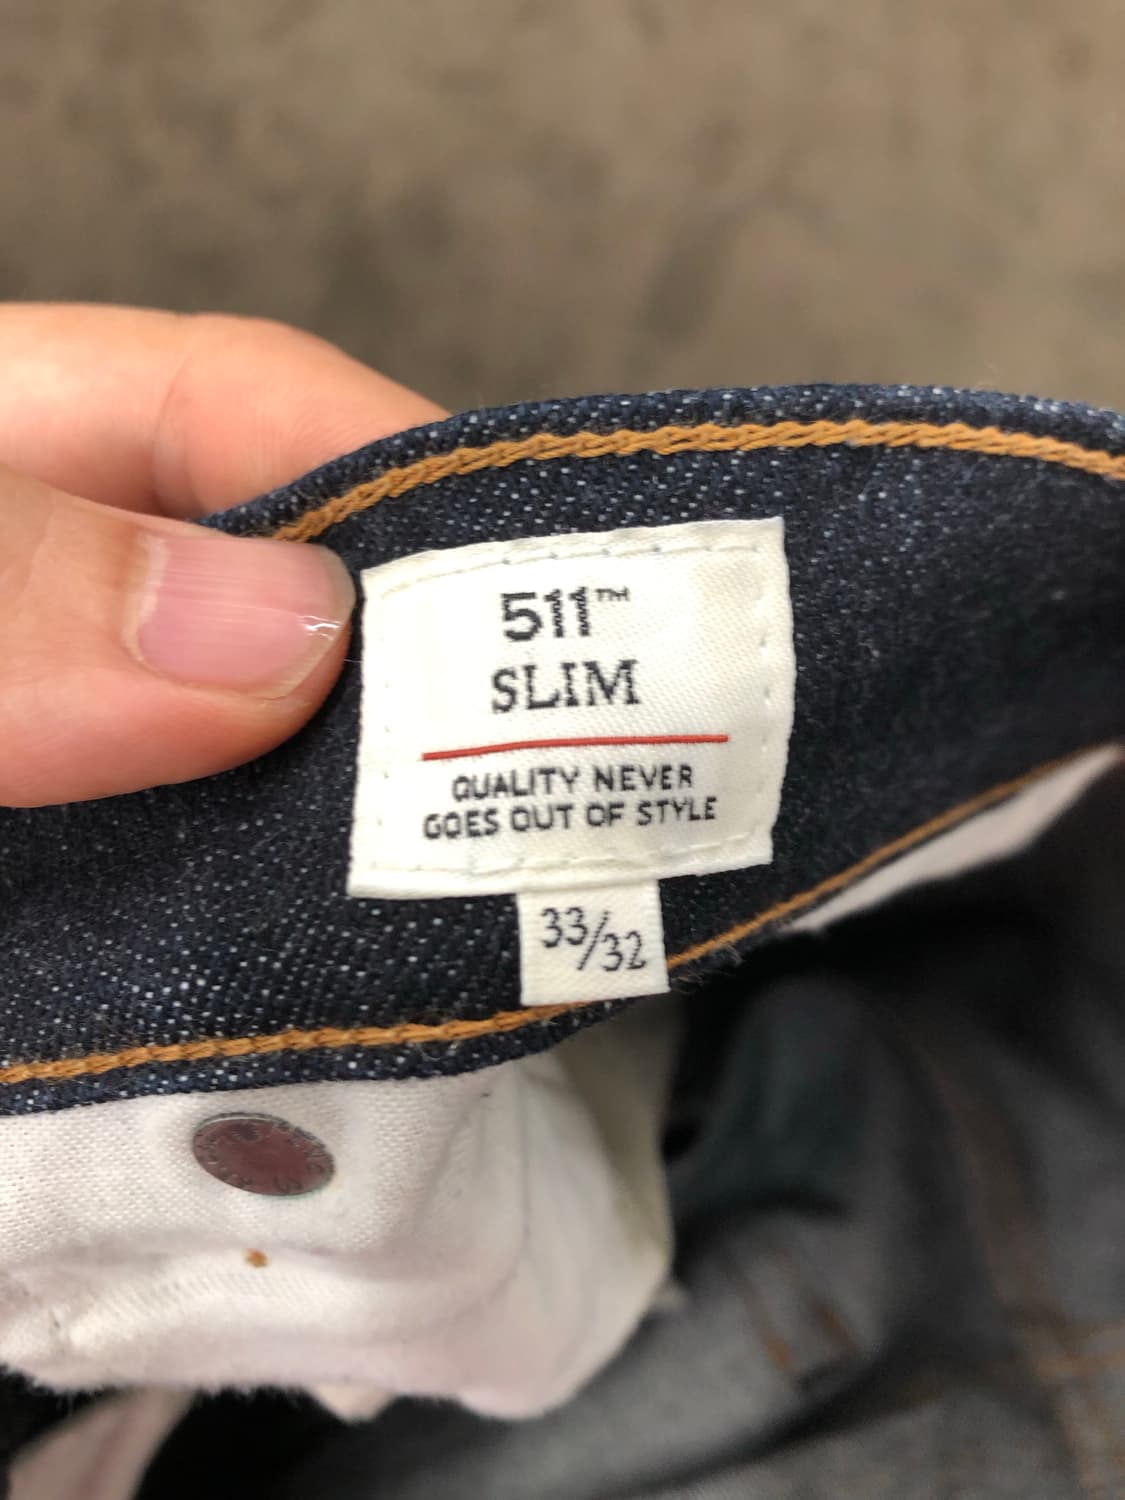 511™
SLIM
QUALITY NEVER
GOES OUT OF STYLE
33/32